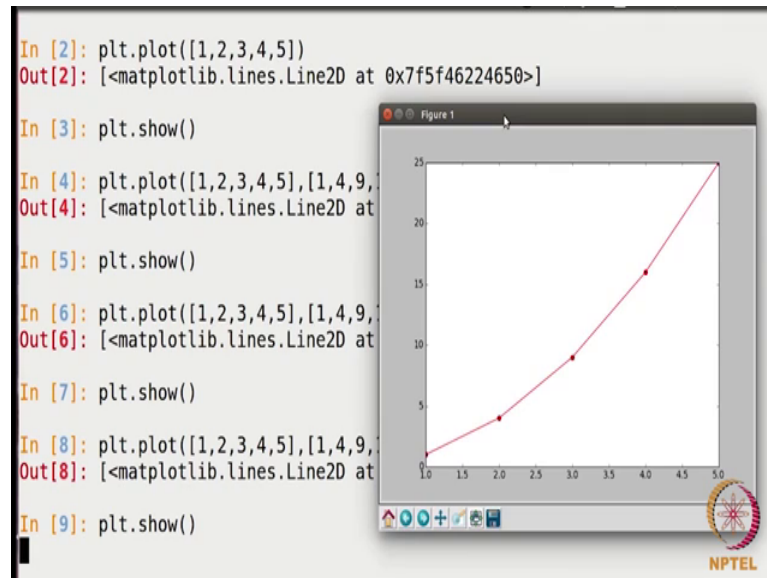 In [2]: plt.plot([1,2,3,4,5])
Out[2]: [<matplotlib.lines.Line2D at 0x7f5f46224650>]
In [3]: plt.show()
In [4]: plt.plot([1,2,3,4,5],[1,4,9,
Out[4]: [<matplotlib.lines.Line2D at
In [5]: plt.show()
In [6]: plt.plot([1,2,3,4,5],[1,4,9,
Out[6]: [<matplotlib.lines.Line2D at
In [7]: plt.show()
In [8]: plt.plot([1,2,3,4,5],[1,4,9,
Out[8]: [<matplotlib.lines.Line2D at
In [9]: plt.show()
Figure 1
25
20
15
10
5
0
1.0 1.5 2.0 2.5 3.0 3.5 4.0 4.5 5.0
NPTEL